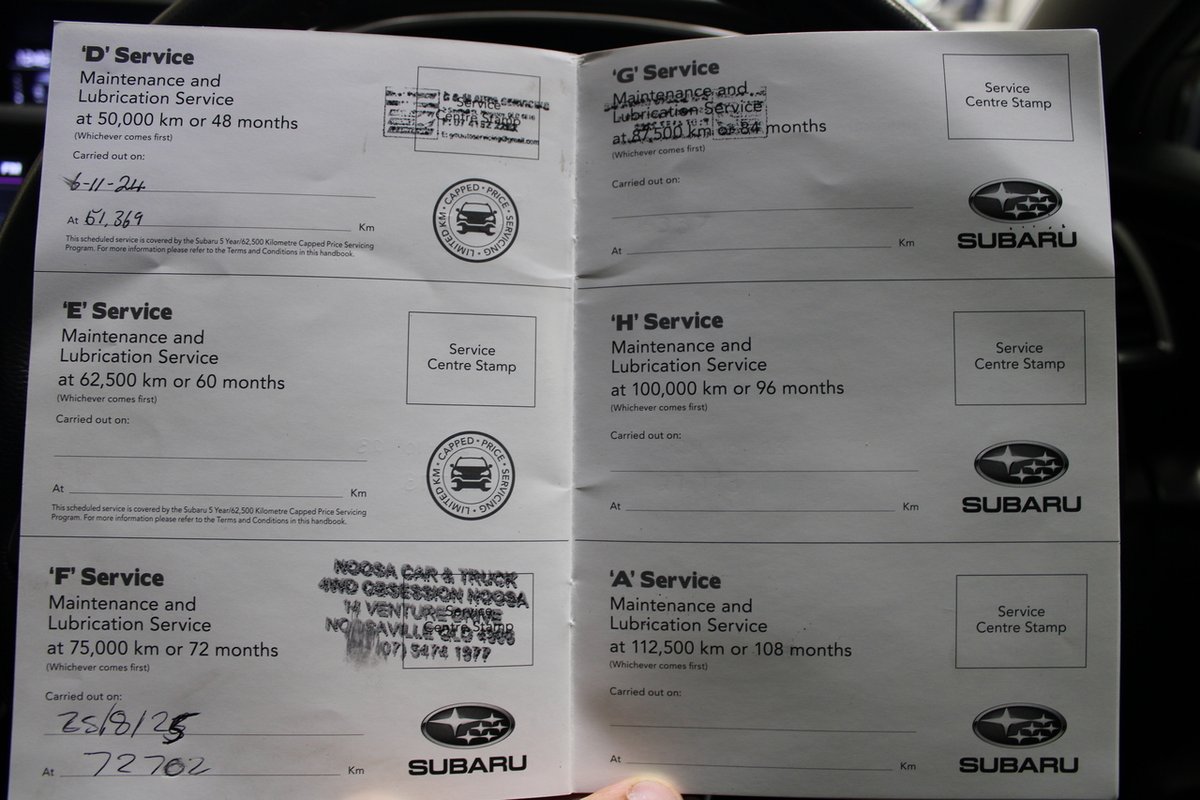 'D' Service
Maintenance and
Lubrication Service
at 50,000 km or 48 months
(Whichever comes first)
Carried out on:
6-11-24
At 51,369 Km
This scheduled service is covered by the Subaru 5 Year/62,500 Kilometre Capped Price Servicing
Program. For more information please refer to the Terms and Conditions in this handbook.
Service
Centre Stamp
LIMITED KM • CAPPED • PRICE • SERVICING •
'E' Service
Maintenance and
Lubrication Service
at 62,500 km or 60 months
(Whichever comes first)
Carried out on:
At Km
This scheduled service is covered by the Subaru 5 Year/62,500 Kilometre Capped Price Servicing
Program. For more information please refer to the Terms and Conditions in this handbook.
Service
Centre Stamp
LIMITED KM • CAPPED • PRICE • SERVICING •
'F' Service
Maintenance and
Lubrication Service
at 75,000 km or 72 months
(Whichever comes first)
Carried out on:
25/8/25
At 72702 Km
NOOSA CAR & TRUCK
4WD OBSESSION NOOSA
14 VENTURE DRIVE
NOOSAVILLE QLD 4566
(07) 5474 1977
Service
Centre Stamp
SUBARU
'G' Service
Maintenance and
Lubrication Service
at 87,500 km or 84 months
(Whichever comes first)
Carried out on:
At Km
Service
Centre Stamp
SUBARU
'H' Service
Maintenance and
Lubrication Service
at 100,000 km or 96 months
(Whichever comes first)
Carried out on:
At Km
Service
Centre Stamp
SUBARU
'A' Service
Maintenance and
Lubrication Service
at 112,500 km or 108 months
(Whichever comes first)
Carried out on:
At Km
Service
Centre Stamp
SUBARU